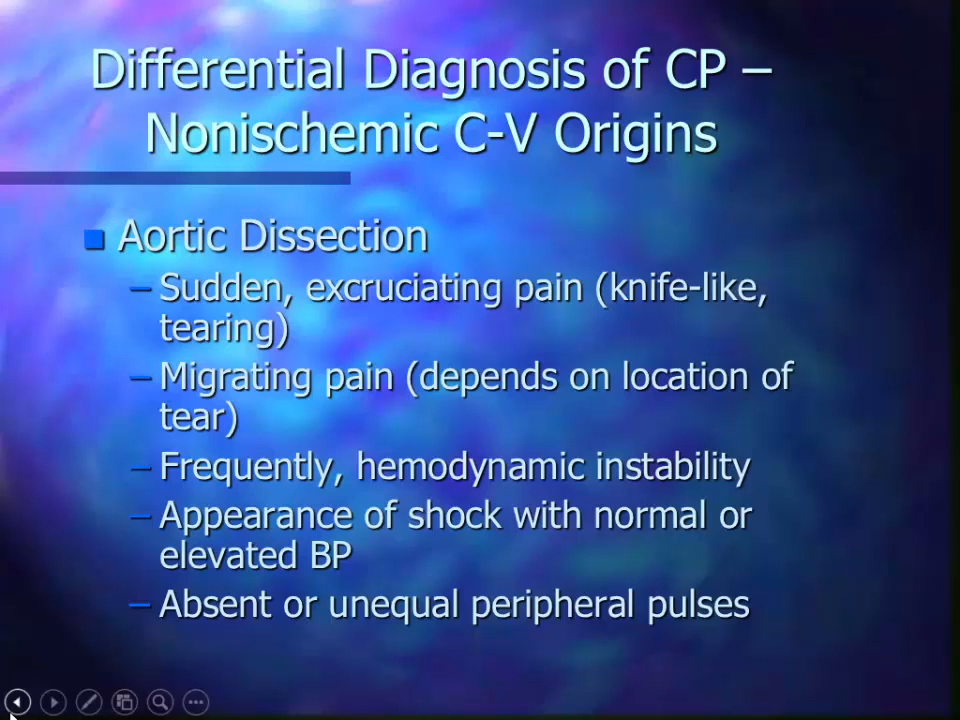 Differential Diagnosis of CP –
Nonischemic C-V Origins
Aortic Dissection
– Sudden, excruciating pain (knife-like,
tearing)
– Migrating pain (depends on location of
tear)
– Frequently, hemodynamic instability
– Appearance of shock with normal or
elevated BP
– Absent or unequal peripheral pulses